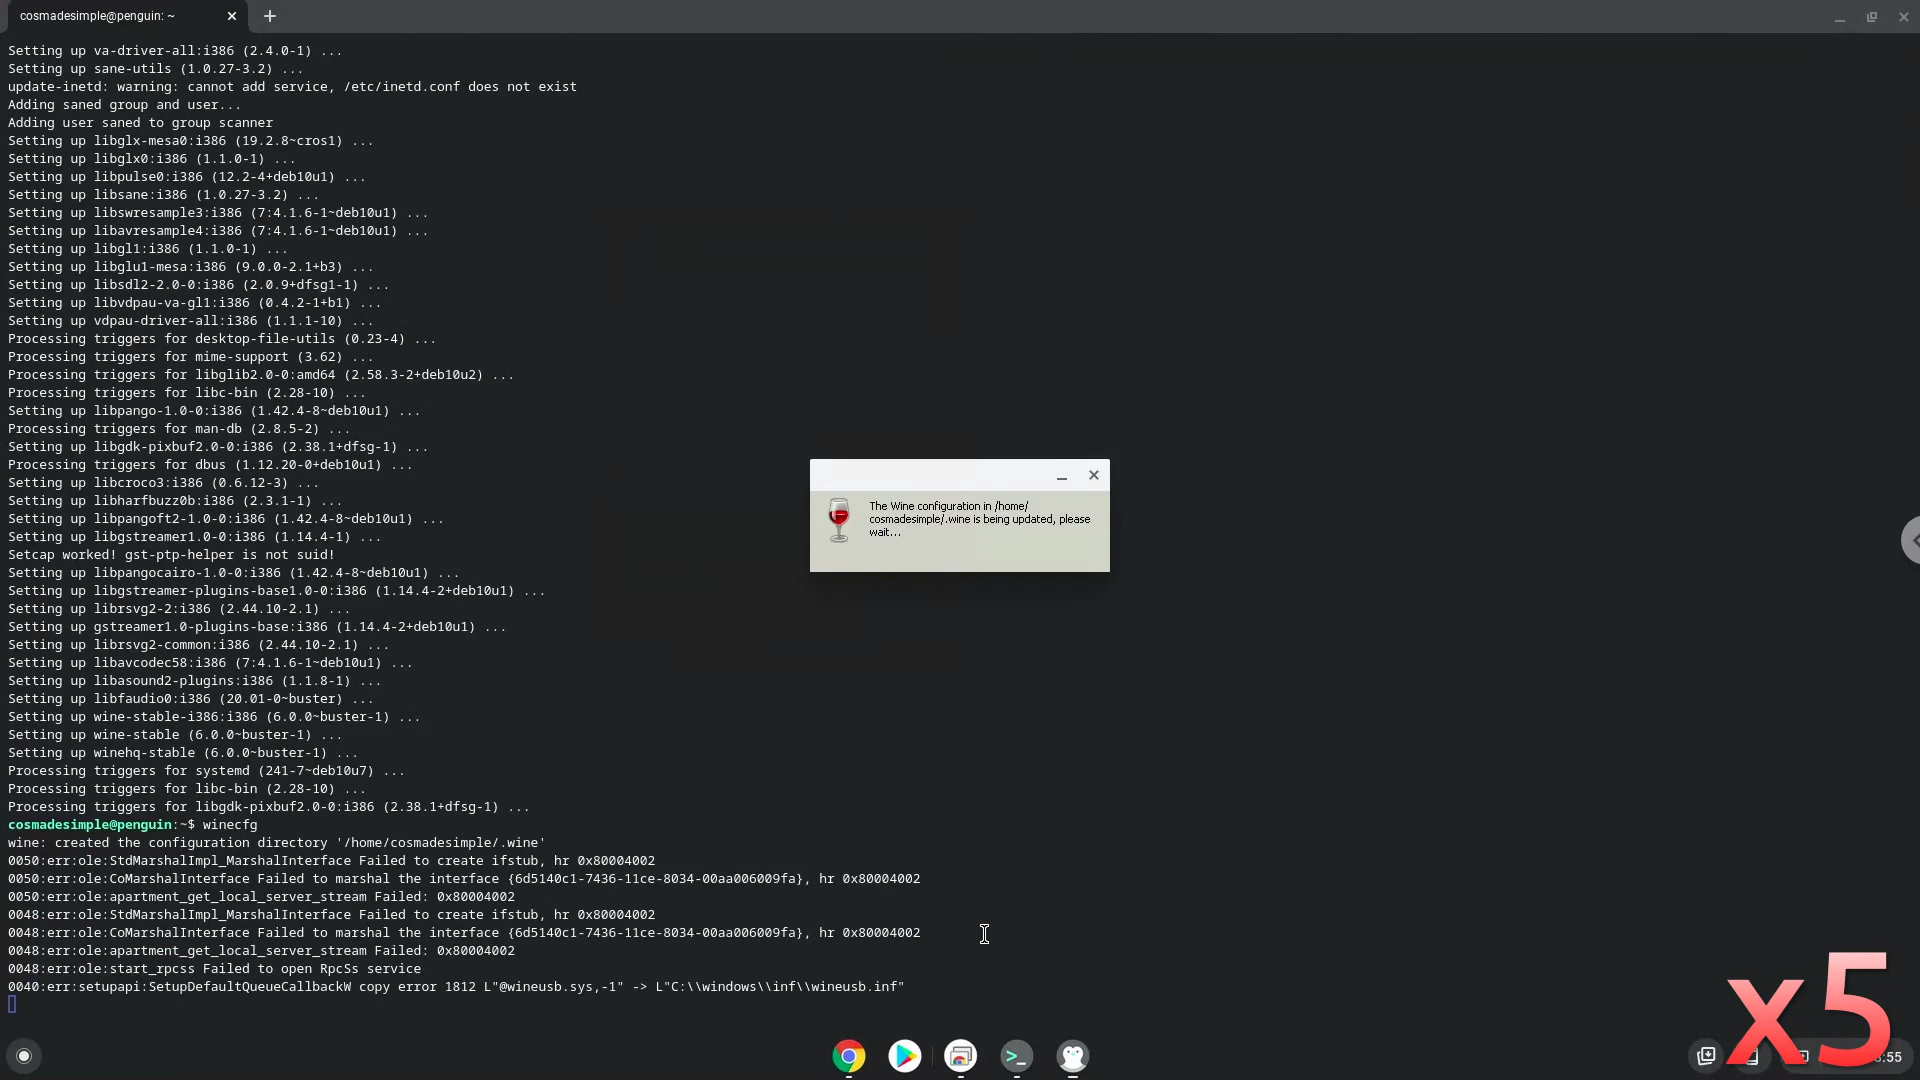 cosmadesimple@penguin: ~
Setting up va-driver-all:i386 (2.4.0-1) ...
Setting up sane-utils (1.0.27-3.2) ...
update-inetd: warning: cannot add service, /etc/inetd.conf does not exist
Adding saned group and user...
Adding user saned to group scanner
Setting up libglx-mesa0:i386 (19.2.8~cros1) ...
Setting up libglx0:i386 (1.1.0-1) ...
Setting up libpulse0:i386 (12.2-4+deb10u1) ...
Setting up libsane:i386 (1.0.27-3.2) ...
Setting up libswresample3:i386 (7:4.1.6-1~deb10u1) ...
Setting up libavresample4:i386 (7:4.1.6-1~deb10u1) ...
Setting up libgl1:i386 (1.1.0-1) ...
Setting up libglu1-mesa:i386 (9.0.0-2.1+b3) ...
Setting up libsdl2-2.0-0:i386 (2.0.9+dfsg1-1) ...
Setting up libvdpau-va-gl1:i386 (0.4.2-1+b1) ...
Setting up vdpau-driver-all:i386 (1.1.1-10) ...
Processing triggers for desktop-file-utils (0.23-4) ...
Processing triggers for mime-support (3.62) ...
Processing triggers for libglib2.0-0:amd64 (2.58.3-2+deb10u2) ...
Processing triggers for libc-bin (2.28-10) ...
Setting up libpango-1.0-0:i386 (1.42.4-8~deb10u1) ...
Processing triggers for man-db (2.8.5-2) ...
Setting up libgdk-pixbuf2.0-0:i386 (2.38.1+dfsg-1) ...
Processing triggers for dbus (1.12.20-0+deb10u1) ...
Setting up libcroco3:i386 (0.6.12-3) ...
Setting up libharfbuzz0b:i386 (2.3.1-1) ...
Setting up libpangoft2-1.0-0:i386 (1.42.4-8~deb10u1) ...
Setting up libgstreamer1.0-0:i386 (1.14.4-1) ...
Setcap worked! gst-ptp-helper is not suid!
Setting up libpangocairo-1.0-0:i386 (1.42.4-8~deb10u1) ...
Setting up libgstreamer-plugins-base1.0-0:i386 (1.14.4-2+deb10u1) ...
Setting up librsvg2-2:i386 (2.44.10-2.1) ...
Setting up gstreamer1.0-plugins-base:i386 (1.14.4-2+deb10u1) ...
Setting up librsvg2-common:i386 (2.44.10-2.1) ...
Setting up libavcodec58:i386 (7:4.1.6-1~deb10u1) ...
Setting up libasound2-plugins:i386 (1.1.8-1) ...
Setting up libfaudio0:i386 (20.01-0~buster) ...
Setting up wine-stable-i386:i386 (6.0.0~buster-1) ...
Setting up wine-stable (6.0.0~buster-1) ...
Setting up winehq-stable (6.0.0~buster-1) ...
Processing triggers for systemd (241-7~deb10u7) ...
Processing triggers for libc-bin (2.28-10) ...
Processing triggers for libgdk-pixbuf2.0-0:i386 (2.38.1+dfsg-1) ...
cosmadesimple@penguin:~$ winecfg
wine: created the configuration directory '/home/cosmadesimple/.wine'
0050:err:ole:StdMarshalImpl_MarshalInterface Failed to create ifstub, hr 0x80004002
0050:err:ole:CoMarshalInterface Failed to marshal the interface {6d5140c1-7436-11ce-8034-00aa006009fa}, hr 0x80004002
0050:err:ole:apartment_get_local_server_stream Failed: 0x80004002
0048:err:ole:StdMarshalImpl_MarshalInterface Failed to create ifstub, hr 0x80004002
0048:err:ole:CoMarshalInterface Failed to marshal the interface {6d5140c1-7436-11ce-8034-00aa006009fa}, hr 0x80004002
0048:err:ole:apartment_get_local_server_stream Failed: 0x80004002
0048:err:ole:start_rpcss Failed to open RpcSs service
0040:err:setupapi:SetupDefaultQueueCallbackW copy error 1812 L"@wineusb.sys,-1" -> L"C:\\windows\\inf\\wineusb.inf"
The Wine configuration in /home/
cosmadesimple/.wine is being updated, please
wait...
x5
:55